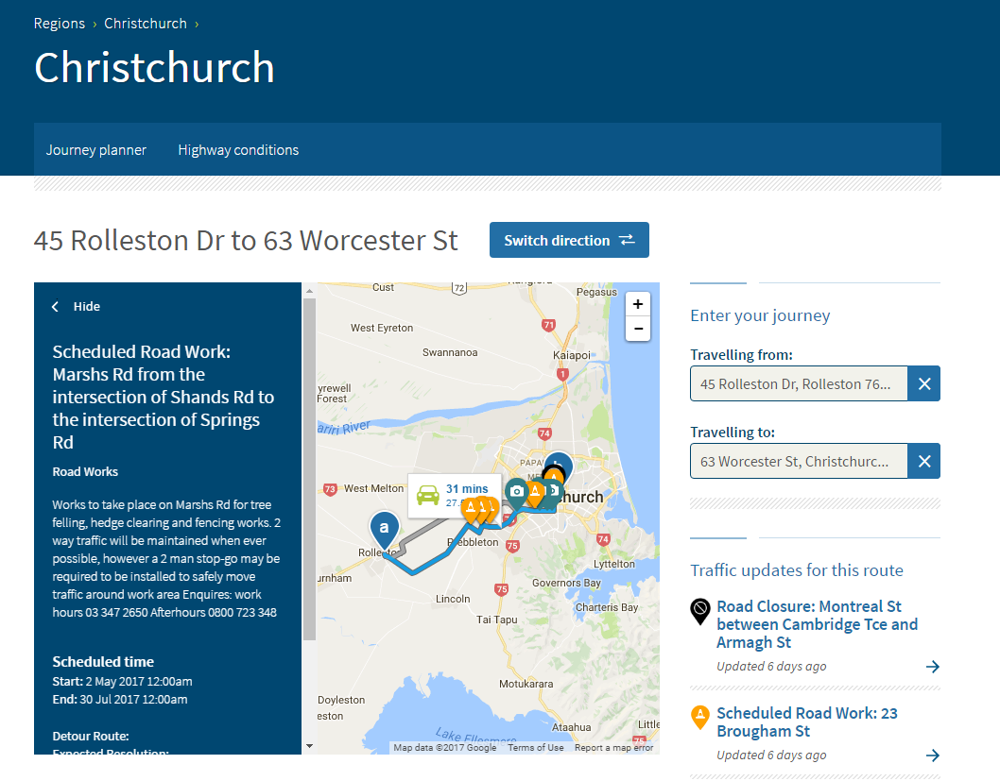 Regions › Christchurch ›
Christchurch
Journey planner Highway conditions
45 Rolleston Dr to 63 Worcester St
Switch direction
Hide
Scheduled Road Work:
Marshs Rd from the
intersection of Shands Rd to
the intersection of Springs
Rd
Road Works
Works to take place on Marshs Rd for tree
felling, hedge clearing and fencing works. 2
way traffic will be maintained when ever
possible, however a 2 man stop-go may be
required to be installed to safely move
traffic around work area Enquires: work
hours 03 347 2650 Afterhours 0800 723 348
Scheduled time
Start: 2 May 2017 12:00am
End: 30 Jul 2017 12:00am
Detour Route:
Expected Resolution:
Cust
72
Pegasus
+
−
West Eyreton
71
Swannanoa
Kaiapoi
1
yrewell
Forest
ariri River
74
PAPA
73
West Melton
31 mins
27.
church
a
Prebbleton
75
74
Lyttelton
urnham
75
Governors Bay
Lincoln
Charteris Bay
Tai Tapu
Motukarara
Doyleston
eston
Ataahua
Little
Lake Ellesmere
75
Map data ©2017 Google Terms of Use Report a map error
Enter your journey
Travelling from:
45 Rolleston Dr, Rolleston 76...
Travelling to:
63 Worcester St, Christchurc...
Traffic updates for this route
Road Closure: Montreal St
between Cambridge Tce and
Armagh St
Updated 6 days ago
Scheduled Road Work: 23
Brougham St
Updated 6 days ago